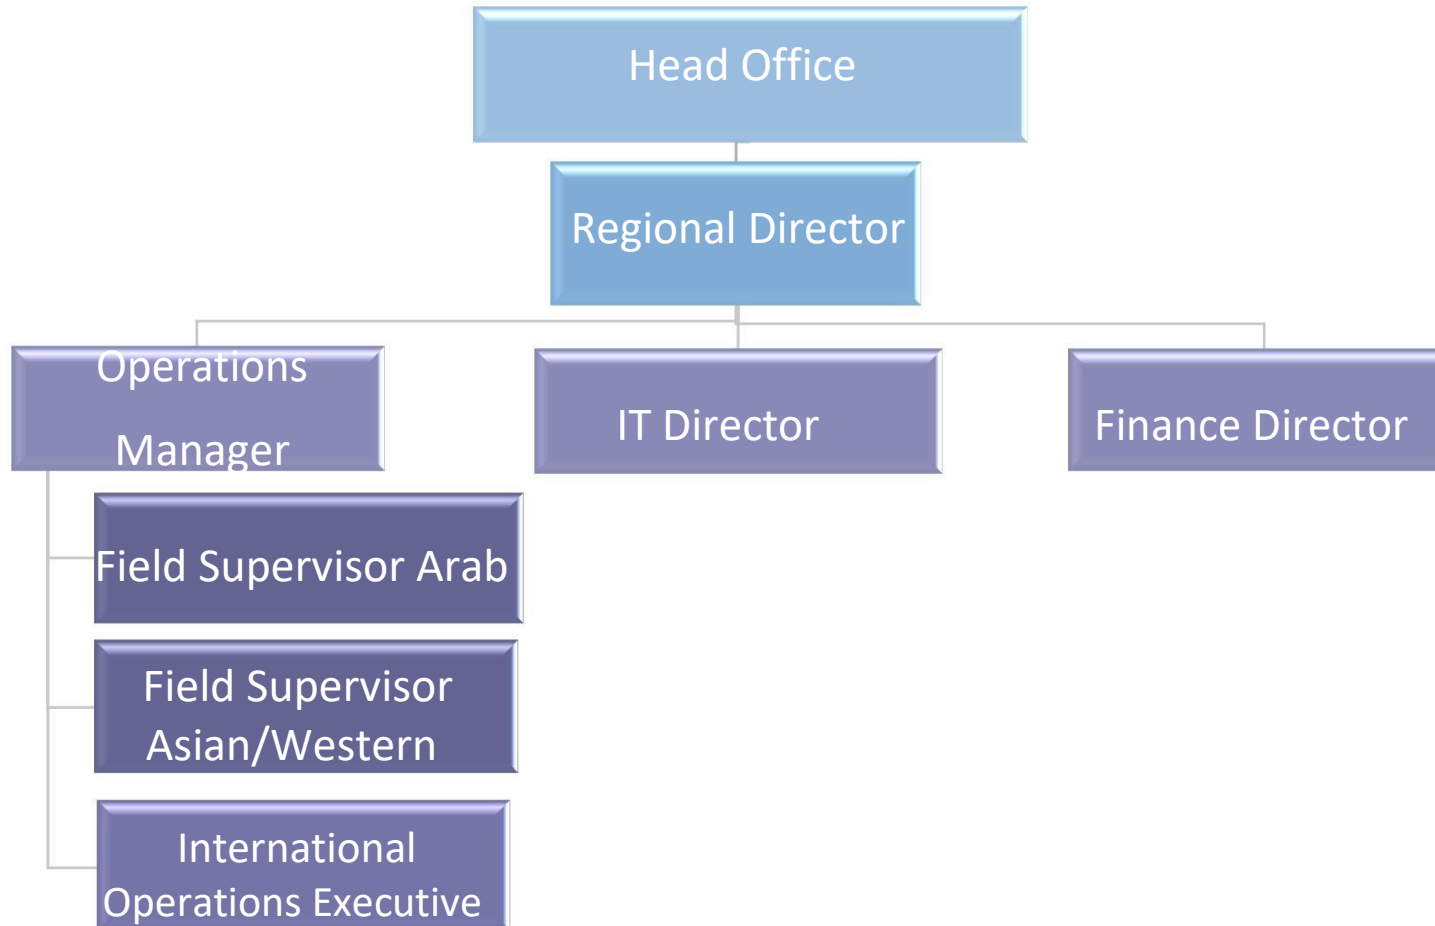 Head Office
Regional Director
Operations
Manager
IT Director
Finance Director
Field Supervisor Arab
Field Supervisor
Asian/Western
International
Operations Executive